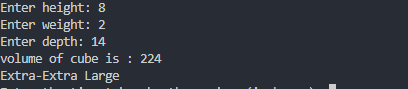 Enter height: 8
Enter weight: 2
Enter depth: 14
volume of cube is : 224
Extra-Extra Large